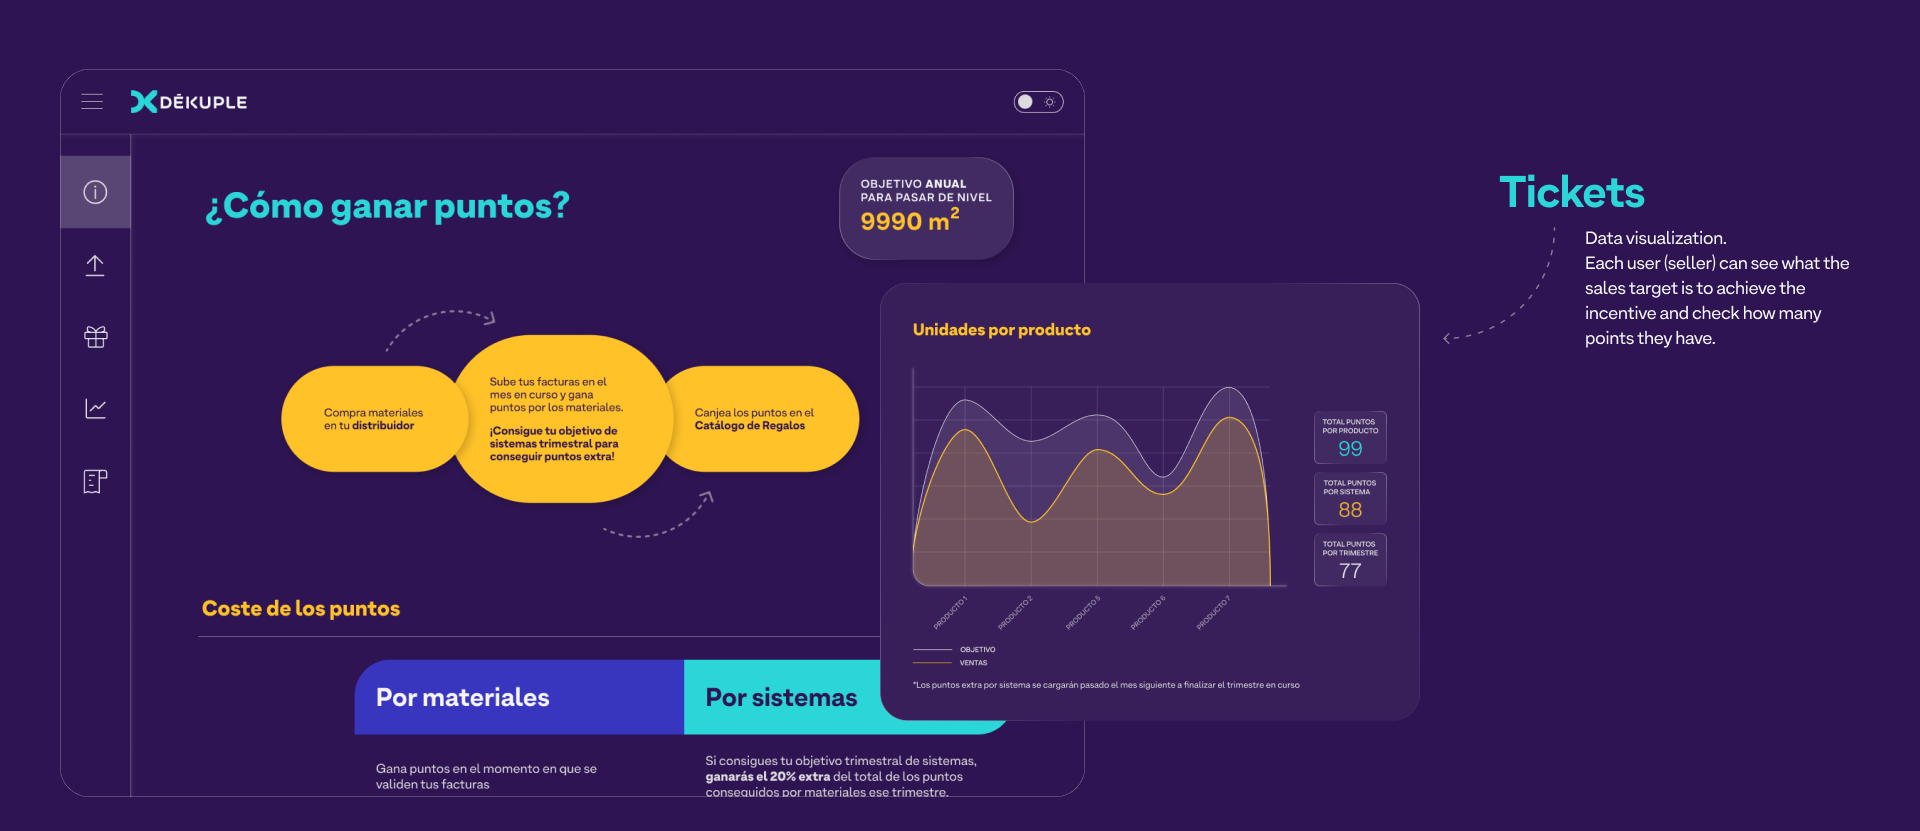 DÉKUPLE
¿Cómo ganar puntos?
OBJETIVO ANUAL
PARA PASAR DE NIVEL
9990 m²
Compra materiales
en tu distribuidor
Sube tus facturas en el
mes en curso y gana
puntos por los materiales.
¡Consigue tu objetivo de
sistemas trimestral para
conseguir puntos extra!
Canjea los puntos en el
Catálogo de Regalos
Coste de los puntos
Por materiales
Por sistemas
Gana puntos en el momento en que se
validen tus facturas
Si consigues tu objetivo trimestral de sistemas,
ganarás el 20% extra del total de los puntos
conseguidos por materiales ese trimestre.
Unidades por producto
PRODUCTO 1
PRODUCTO 2
PRODUCTO 5
PRODUCTO 6
PRODUCTO 7
OBJETIVO
VENTAS
*Los puntos extra por sistema se cargarán pasado el mes siguiente a finalizar el trimestre en curso
TOTAL PUNTOS
POR PRODUCTO
99
TOTAL PUNTOS
POR SISTEMA
88
TOTAL PUNTOS
POR TRIMESTRE
77
Tickets
Data visualization.
Each user (seller) can see what the
sales target is to achieve the
incentive and check how many
points they have.